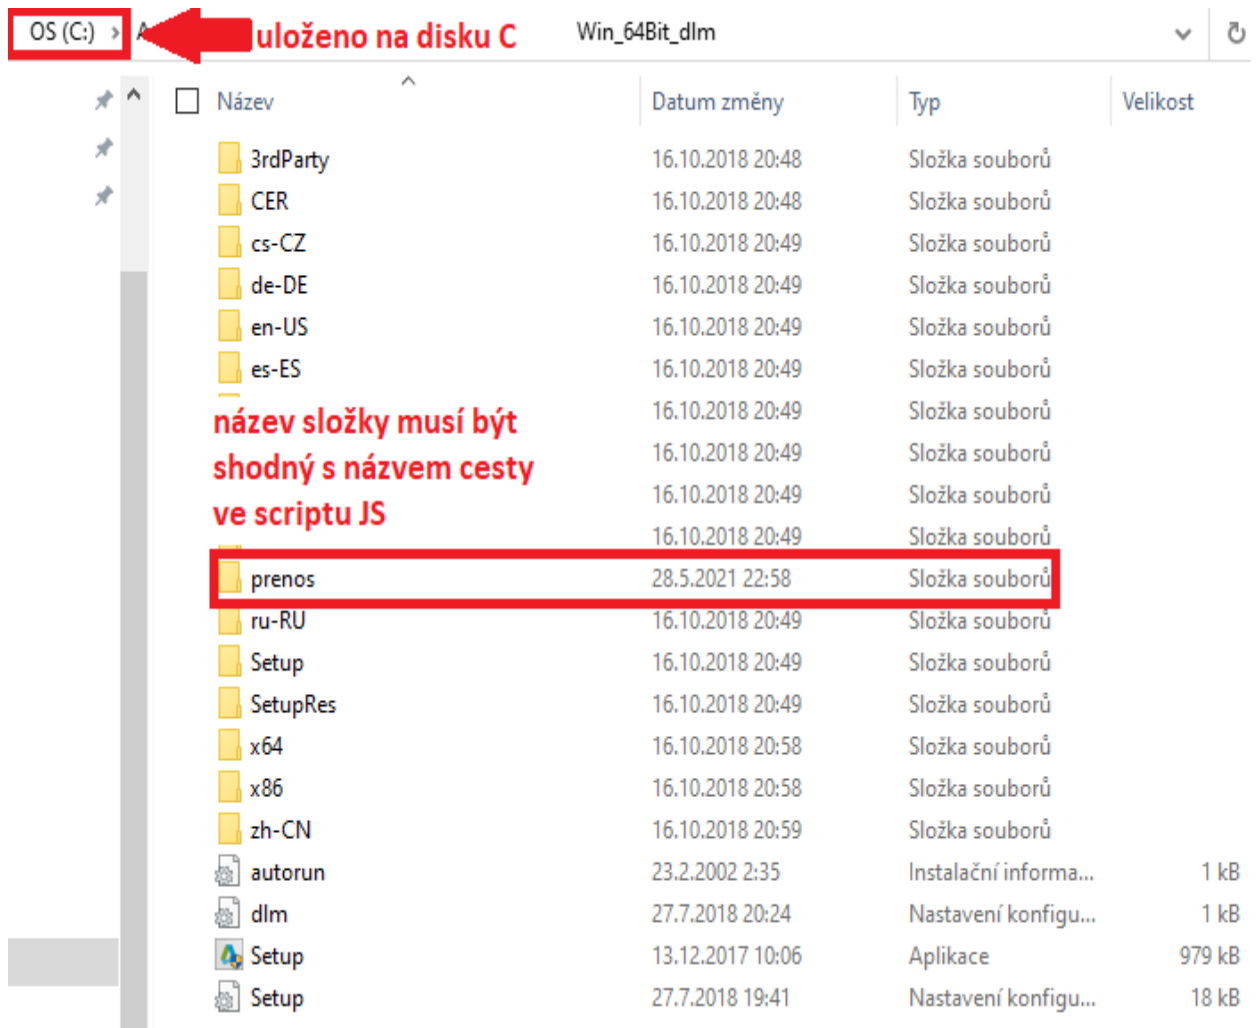 OS (C:) > A uloženo na disku C Win_64Bit_dlm
Název Datum změny Typ Velikost
3rdParty 16.10.2018 20:48 Složka souborů
CER 16.10.2018 20:48 Složka souborů
cs-CZ 16.10.2018 20:49 Složka souborů
de-DE 16.10.2018 20:49 Složka souborů
en-US 16.10.2018 20:49 Složka souborů
es-ES 16.10.2018 20:49 Složka souborů
16.10.2018 20:49 Složka souborů
název složky musí být
16.10.2018 20:49 Složka souborů
shodný s názvem cesty
16.10.2018 20:49 Složka souborů
ve scriptu JS
16.10.2018 20:49 Složka souborů
prenos 28.5.2021 22:58 Složka souborů
ru-RU 16.10.2018 20:49 Složka souborů
Setup 16.10.2018 20:49 Složka souborů
SetupRes 16.10.2018 20:49 Složka souborů
x64 16.10.2018 20:58 Složka souborů
x86 16.10.2018 20:58 Složka souborů
zh-CN 16.10.2018 20:59 Složka souborů
autorun 23.2.2002 2:35 Instalační informa... 1 kB
dlm 27.7.2018 20:24 Nastavení konfigu... 1 kB
Setup 13.12.2017 10:06 Aplikace 979 kB
Setup 27.7.2018 19:41 Nastavení konfigu... 18 kB